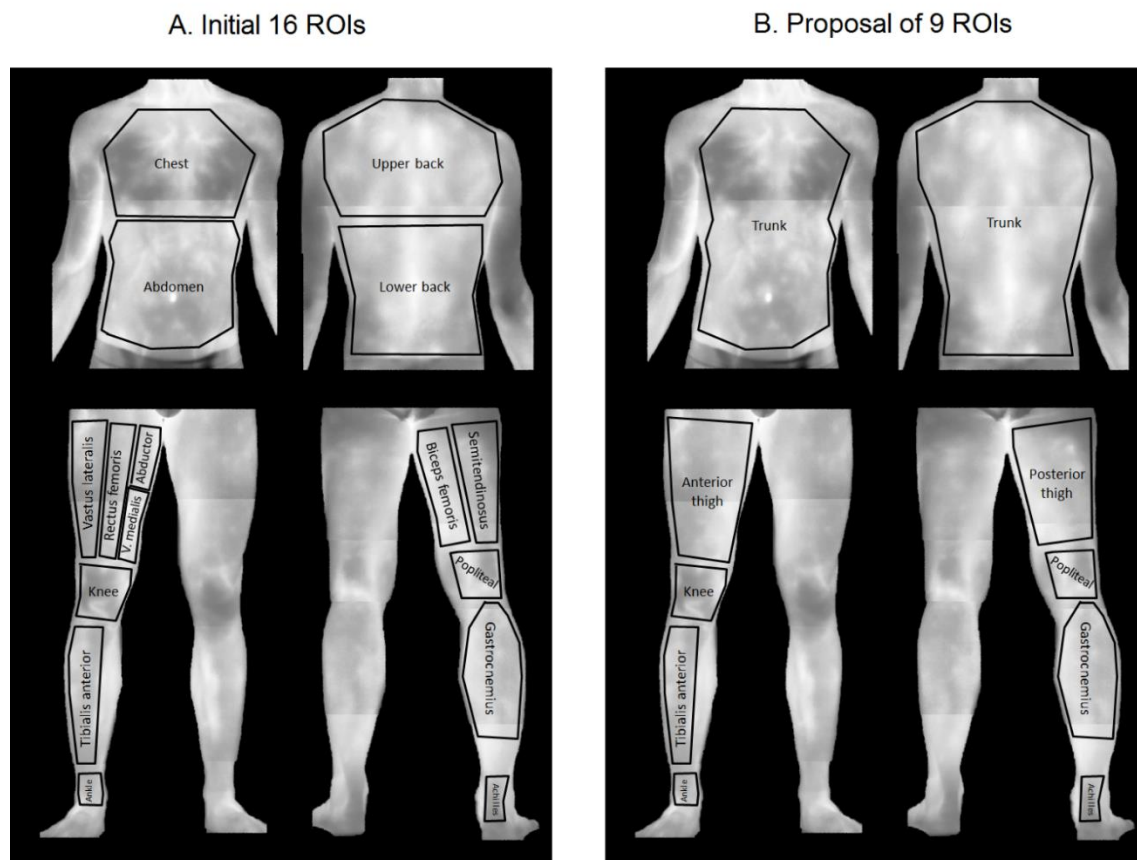 A. Initial 16 ROIs
Chest
Upper back
Abdomen
Lower back
Vastus lateralis
Rectus femoris
Abductor
V. medialis
Biceps femoris
Semitendinosus
Knee
Popliteal
Tibialis anterior
Gastrocnemius
Ankle
Achilles
B. Proposal of 9 ROIs
Trunk
Trunk
Anterior
thigh
Posterior
thigh
Knee
Popliteal
Tibialis anterior
Gastrocnemius
Ankle
Achilles